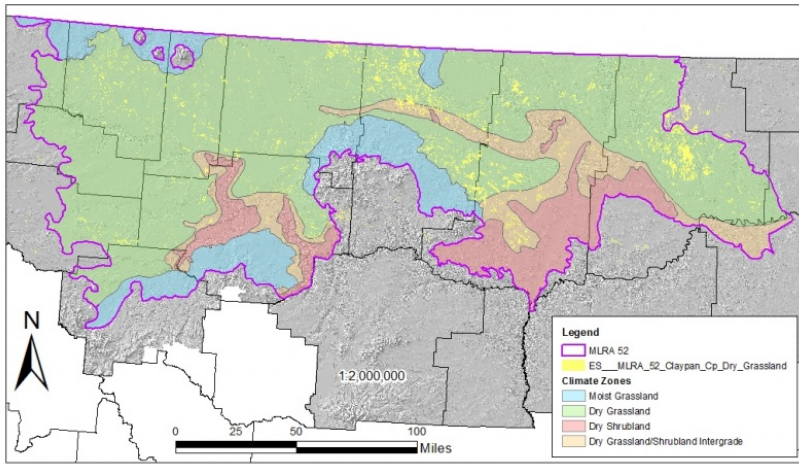 N
1:2,000,000
0 25 50 100
Miles
Legend
MLRA 52
ES___MLRA_52_Claypan_Cp_Dry_Grassland
Climate Zones
Moist Grassland
Dry Grassland
Dry Shrubland
Dry Grassland/Shrubland Intergrade